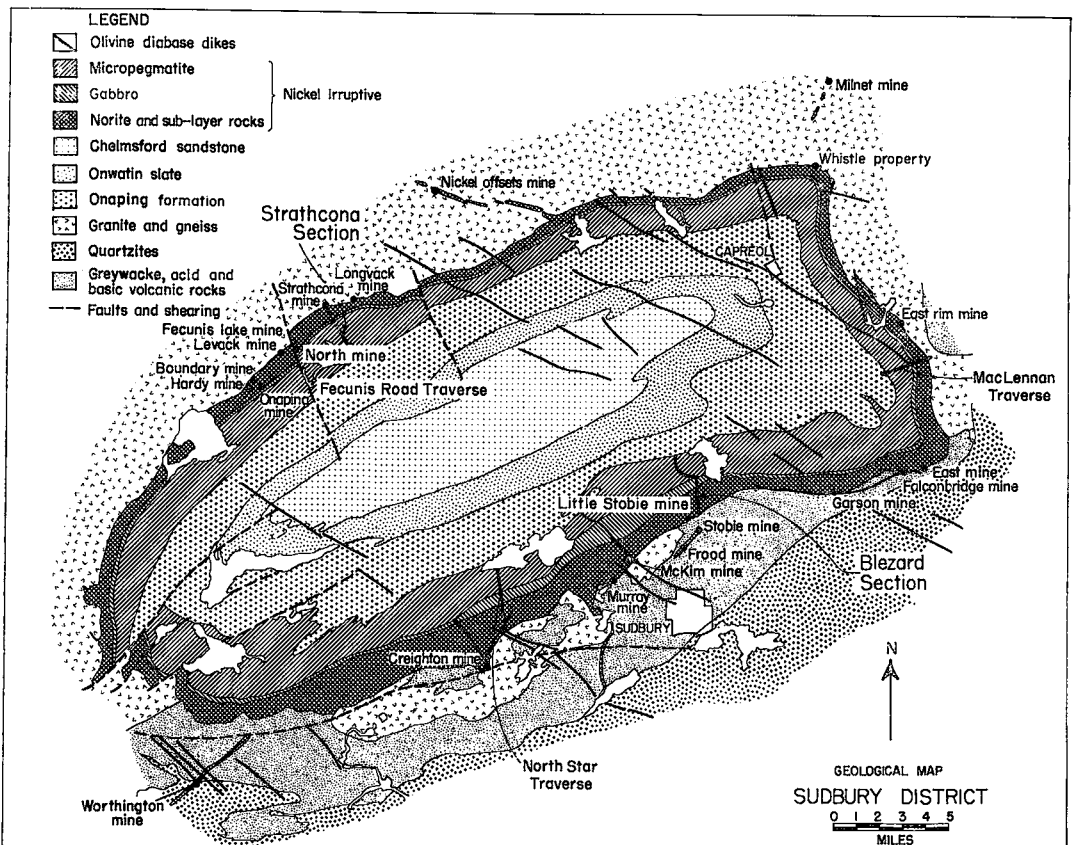 LEGEND
Olivine diabase dikes
Micropegmatite
Gabbro
Nickel Irruptive
Norite and sub-layer rocks
Chelmsford sandstone
Onwatin slate
Onaping formation
Granite and gneiss
Quartzites
Greywacke, acid and
basic volcanic rocks
Faults and shearing
Milnet mine
Whistle property
Nickel offsets mine
Strathcona
Section
CAPREOL
Longvack
mine
Strathcona
mine
East rim mine
Fecunis lake mine
Levack mine
North mine
Boundary mine
Hardy mine
Fecunis Road Traverse
MacLennan
Traverse
Onaping
mine
East mine
Falconbridge mine
Garson mine
Little Stobie mine
Stobie mine
Frood mine
McKim mine
Blezard
Section
Murray
mine
SUDBURY
Creighton mine
N
North Star
Traverse
Worthington
mine
GEOLOGICAL MAP
SUDBURY DISTRICT
0 1 2 3 4 5
MILES